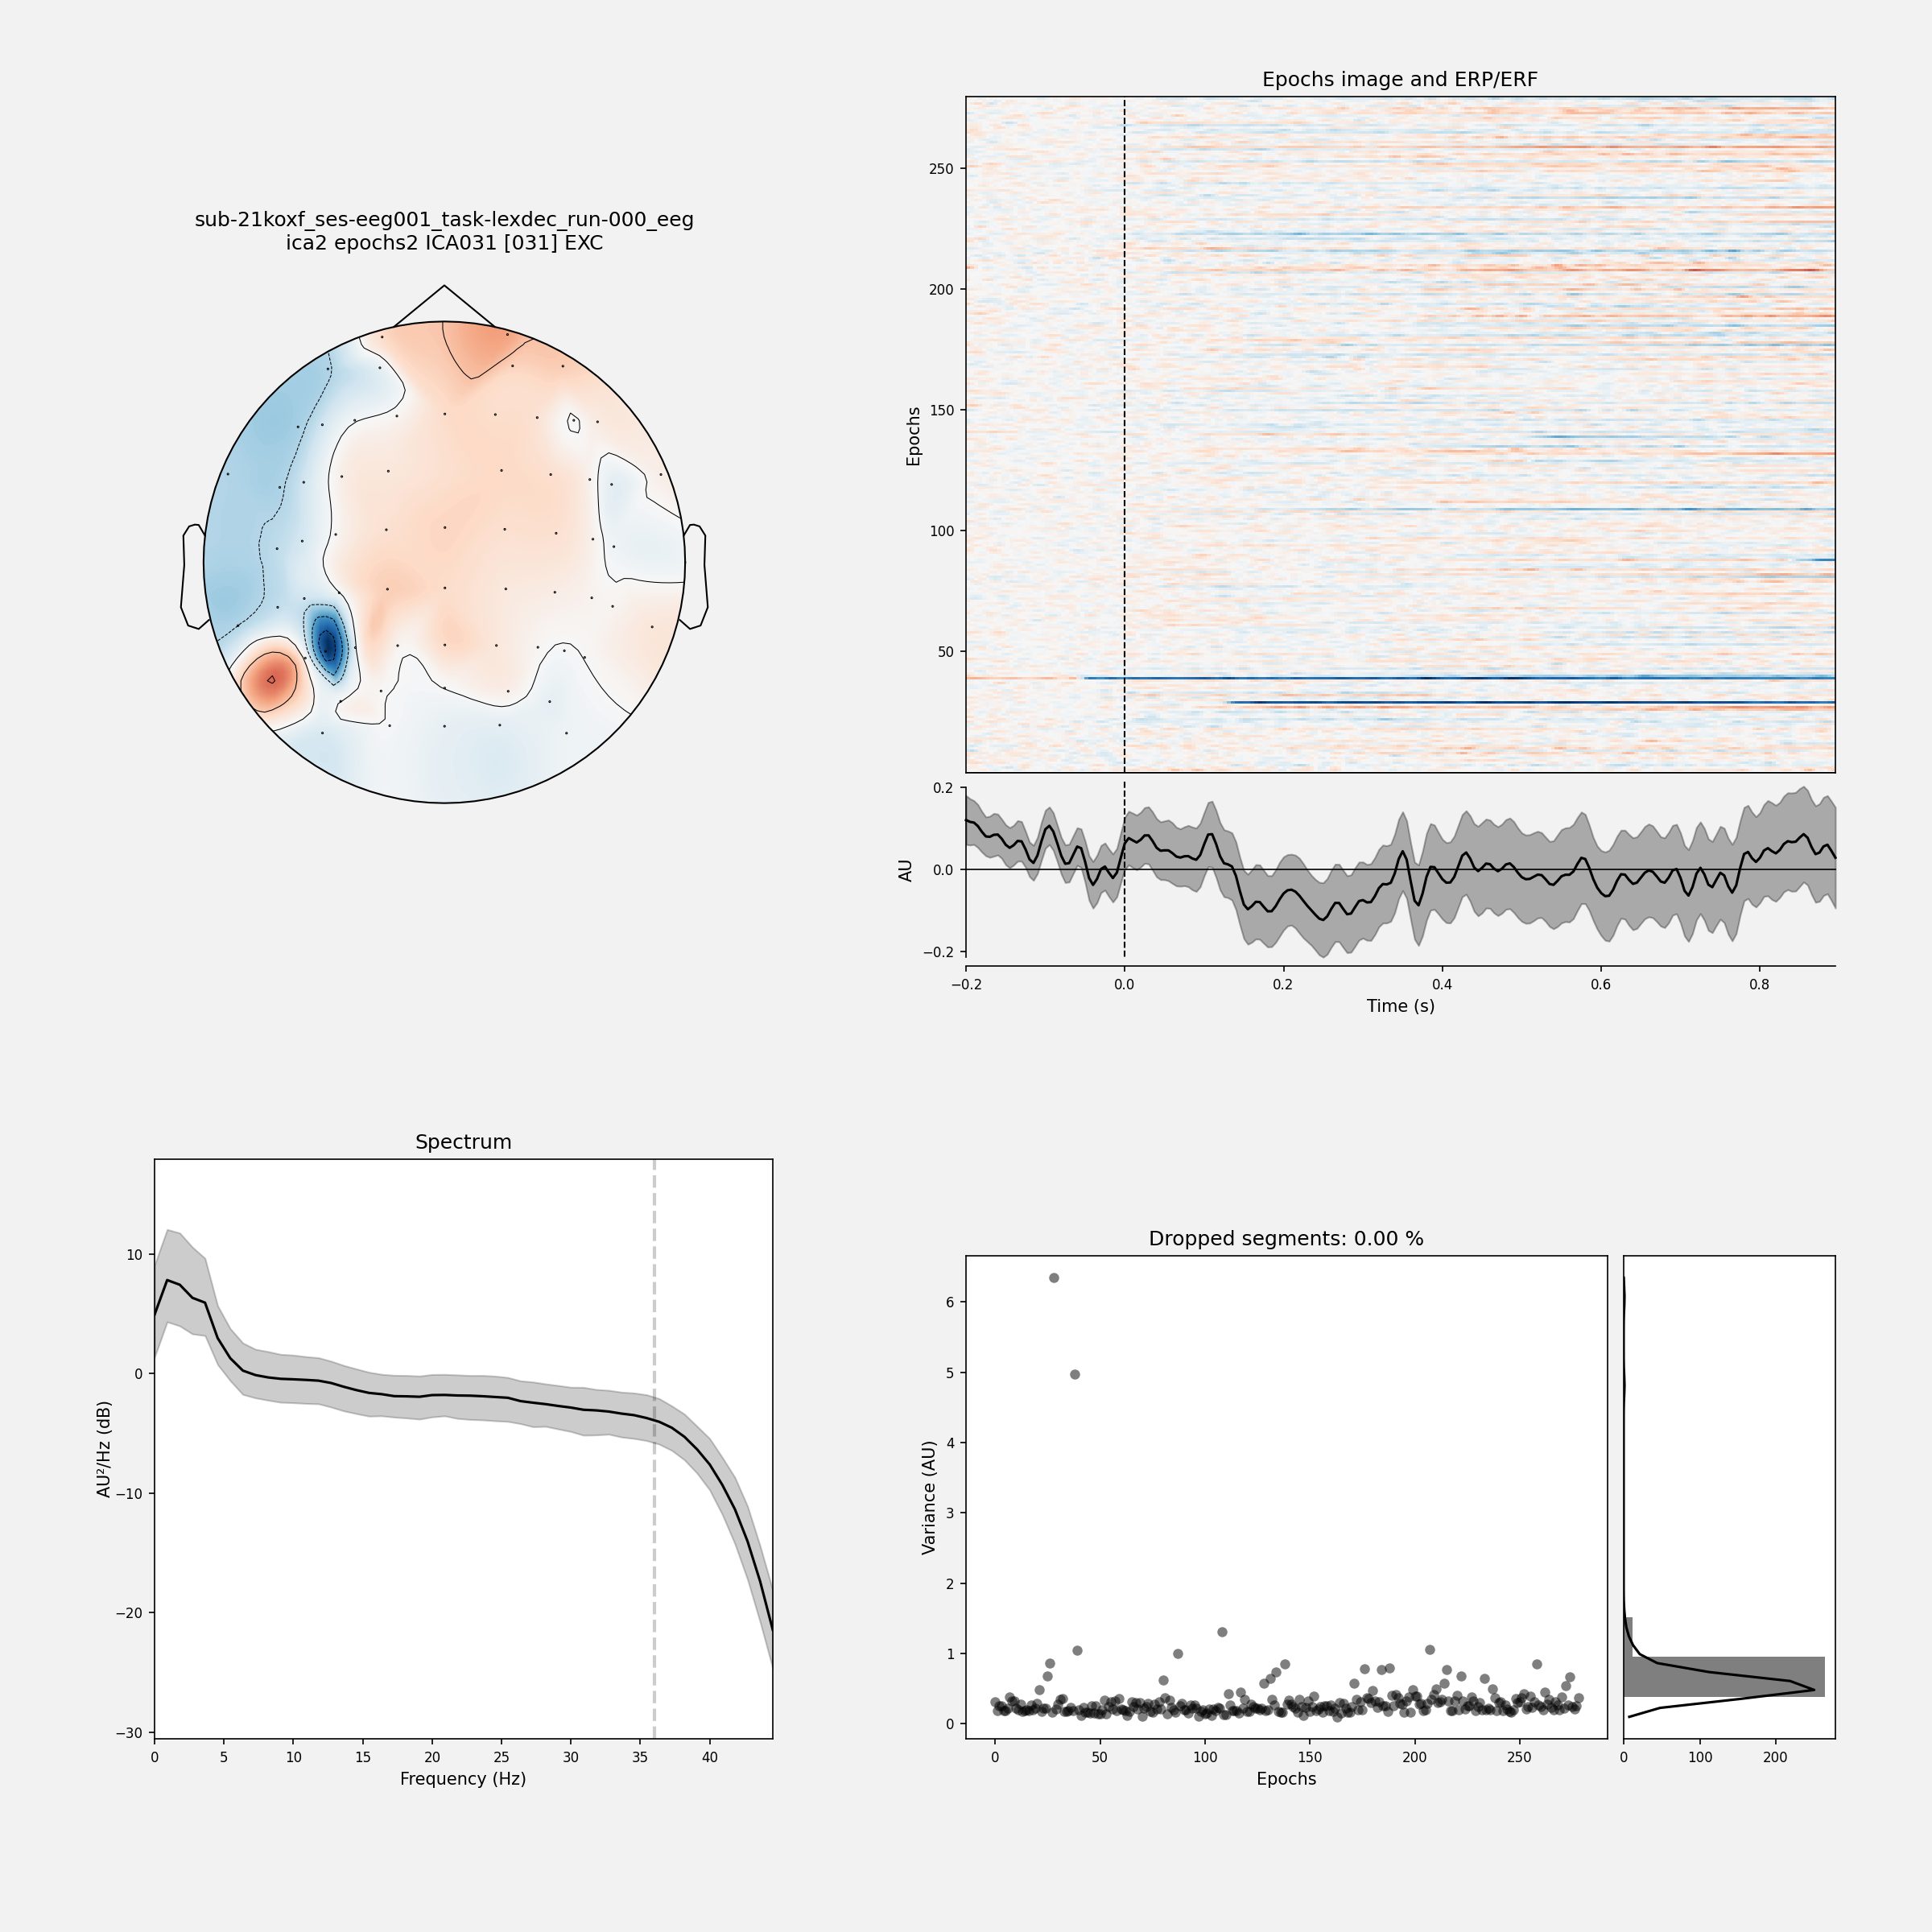 sub-21koxf_ses-eeg001_task-lexdec_run-000_eeg
ica2 epochs2 ICA031 [031] EXC
Epochs image and ERP/ERF
250
200
150
100
50
Epochs
0.2
0.0
−0.2
AU
−0.2 0.0 0.2 0.4 0.6 0.8
Time (s)
Spectrum
10
0
−10
−20
−30
AU²/Hz (dB)
0 5 10 15 20 25 30 35 40
Frequency (Hz)
Dropped segments: 0.00 %
6
5
4
3
2
1
0
Variance (AU)
0 50 100 150 200 250
Epochs
0 100 200